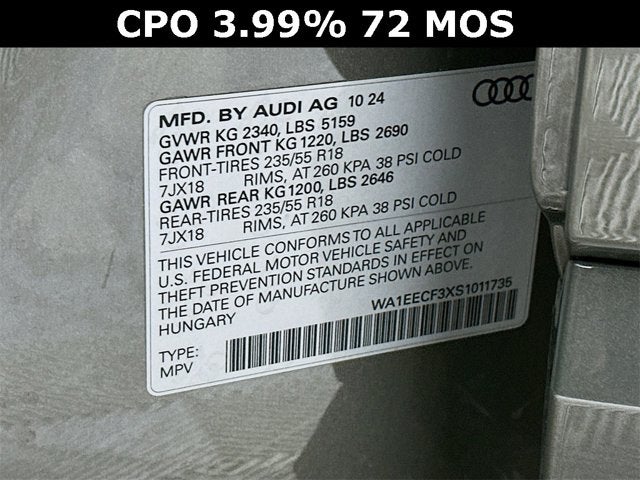 CPO 3.99% 72 MOS
MFD. BY AUDI AG 10 24
GVWR KG 2340, LBS 5159
GAWR FRONT KG 1220, LBS 2690
FRONT-TIRES 235/55 R18
7JX18 RIMS, AT 260 KPA 38 PSI COLD
GAWR REAR KG1200, LBS 2646
REAR-TIRES 235/55 R18
7JX18 RIMS, AT 260 KPA 38 PSI COLD
THIS VEHICLE CONFORMS TO ALL APPLICABLE
U.S. FEDERAL MOTOR VEHICLE SAFETY AND
THEFT PREVENTION STANDARDS IN EFFECT ON
THE DATE OF MANUFACTURE SHOWN ABOVE.
HUNGARY
WA1EECF3XS1011735
TYPE:
MPV